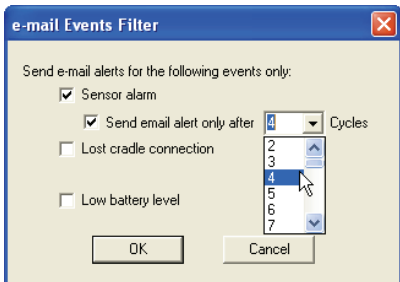 e-mail Events Filter
Send e-mail alerts for the following events only:
Sensor alarm
Send email alert only after 4 Cycles
Lost cradle connection
2
3
4
5
6
7
Low battery level
OK Cancel